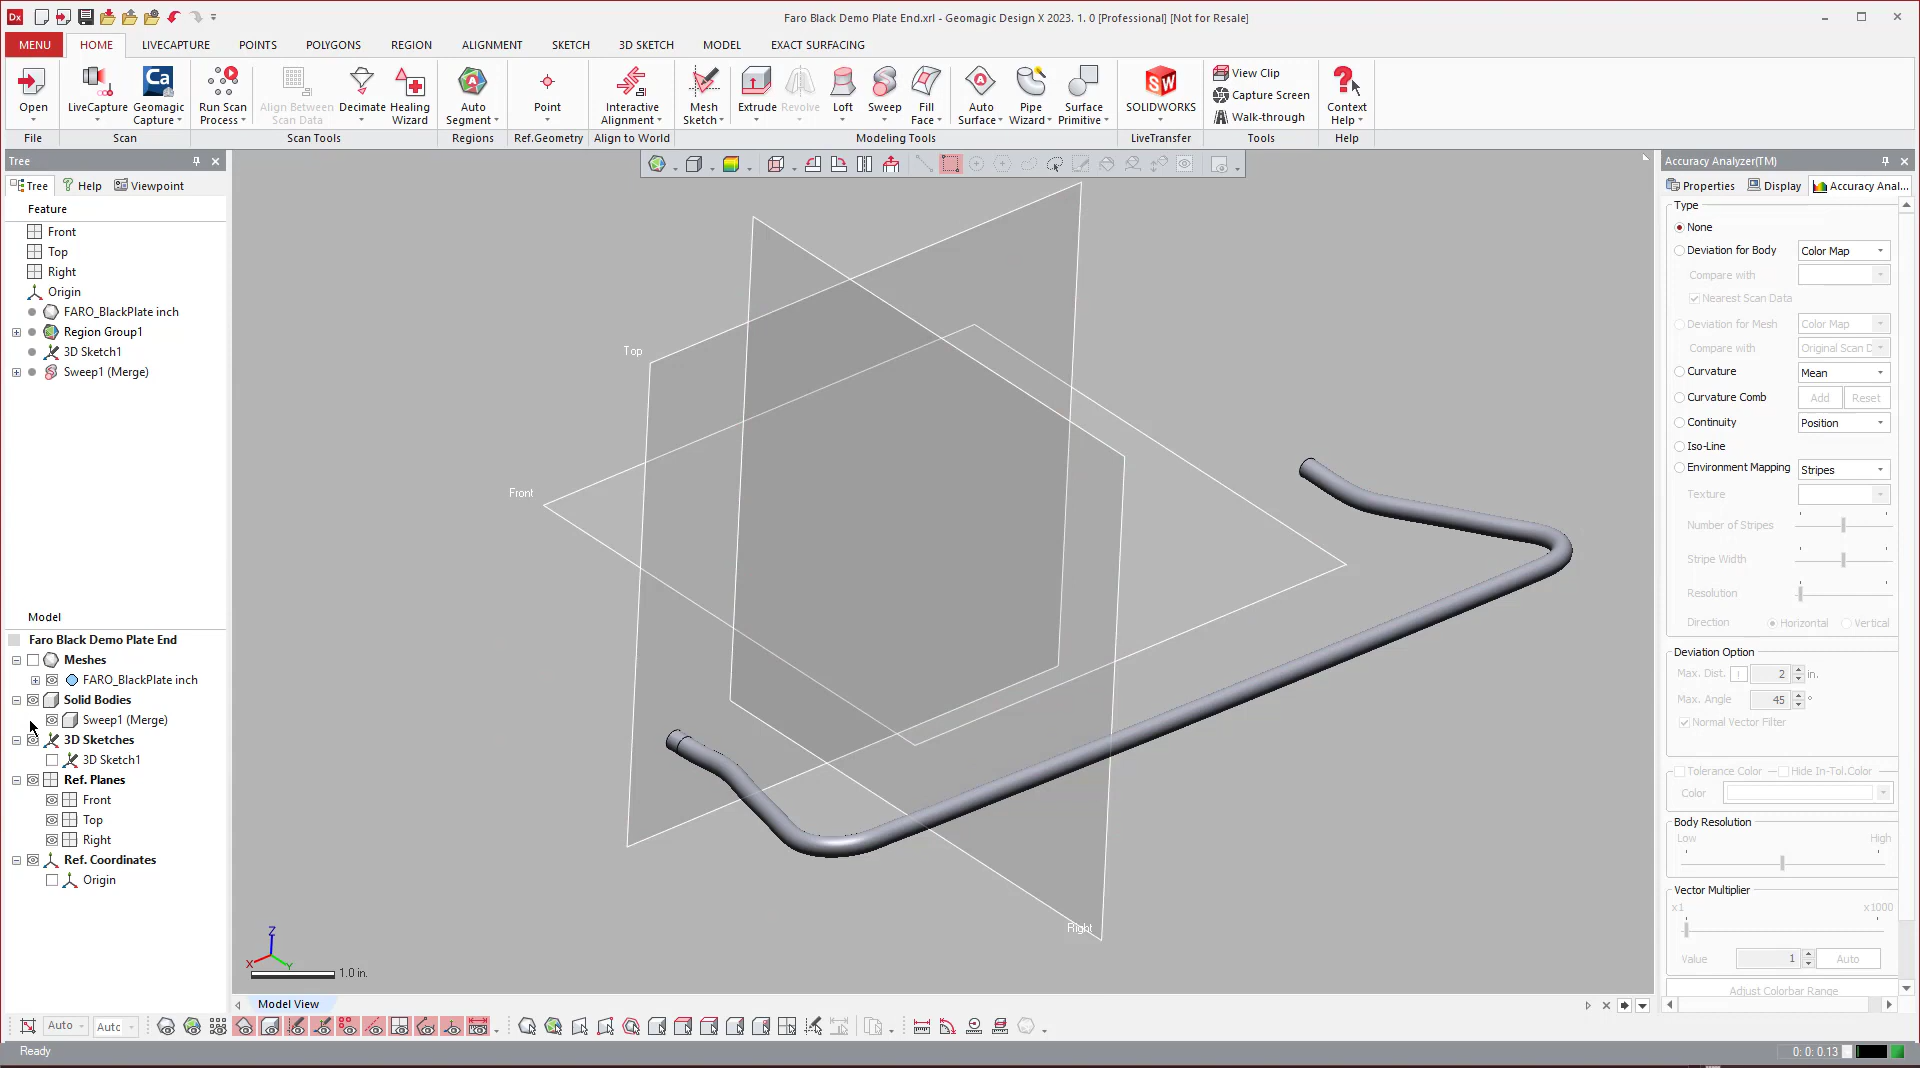 Dx
Faro Black Demo Plate End.xrl - Geomagic Design X 2023. 1. 0 [Professional] [Not for Resale]
MENU HOME LIVECAPTURE POINTS POLYGONS REGION ALIGNMENT SKETCH 3D SKETCH MODEL EXACT SURFACING
Open
LiveCapture
Geomagic Capture
Run Scan Process
Align Between Scan Data
Decimate
Healing Wizard
Auto Segment
Point
Interactive Alignment
Mesh Sketch
Extrude
Revolve
Loft
Sweep
Fill Face
Auto Surface
Pipe Wizard
Surface Primitive
SOLIDWORKS
View Clip
Capture Screen
Walk-through
Context Help
File Scan Scan Tools Regions Ref.Geometry Align to World Modeling Tools LiveTransfer Tools Help
Tree
Tree Help Viewpoint
Feature
Front
Top
Right
Origin
FARO_BlackPlate inch
Region Group1
3D Sketch1
Sweep1 (Merge)
Model
Faro Black Demo Plate End
Meshes
FARO_BlackPlate inch
Solid Bodies
Sweep1 (Merge)
3D Sketches
3D Sketch1
Ref. Planes
Front
Top
Right
Ref. Coordinates
Origin
Top
Front
Right
Z
X
Y
1.0 in.
Model View
Accuracy Analyzer(TM)
Properties Display Accuracy Anal...
Type
None
Deviation for Body Color Map
Compare with
Nearest Scan Data
Deviation for Mesh Color Map
Compare with Original Scan D
Curvature Mean
Curvature Comb Add Reset
Continuity Position
Iso-Line
Environment Mapping Stripes
Texture
Number of Stripes
Stripe Width
Resolution
Direction Horizontal Vertical
Deviation Option
Max. Dist. ! 2 in.
Max. Angle 45 °
Normal Vector Filter
Tolerance Color Hide In-Tol.Color
Color
Body Resolution
Low High
Vector Multiplier
x1 x1000
Value 1 Auto
Adjust Colorbar Range
Auto Auto
Ready
0: 0: 0.13